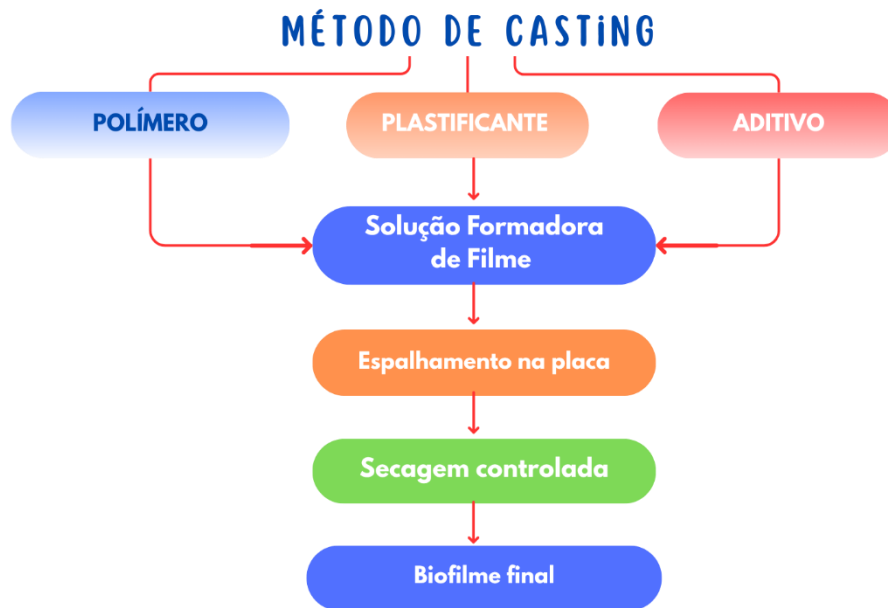 MÉTODO DE CASTiNG
POLÍMERO
PLASTIFICANTE
ADITIVO
Solução Formadora
de Filme
Espalhamento na placa
Secagem controlada
Biofilme final